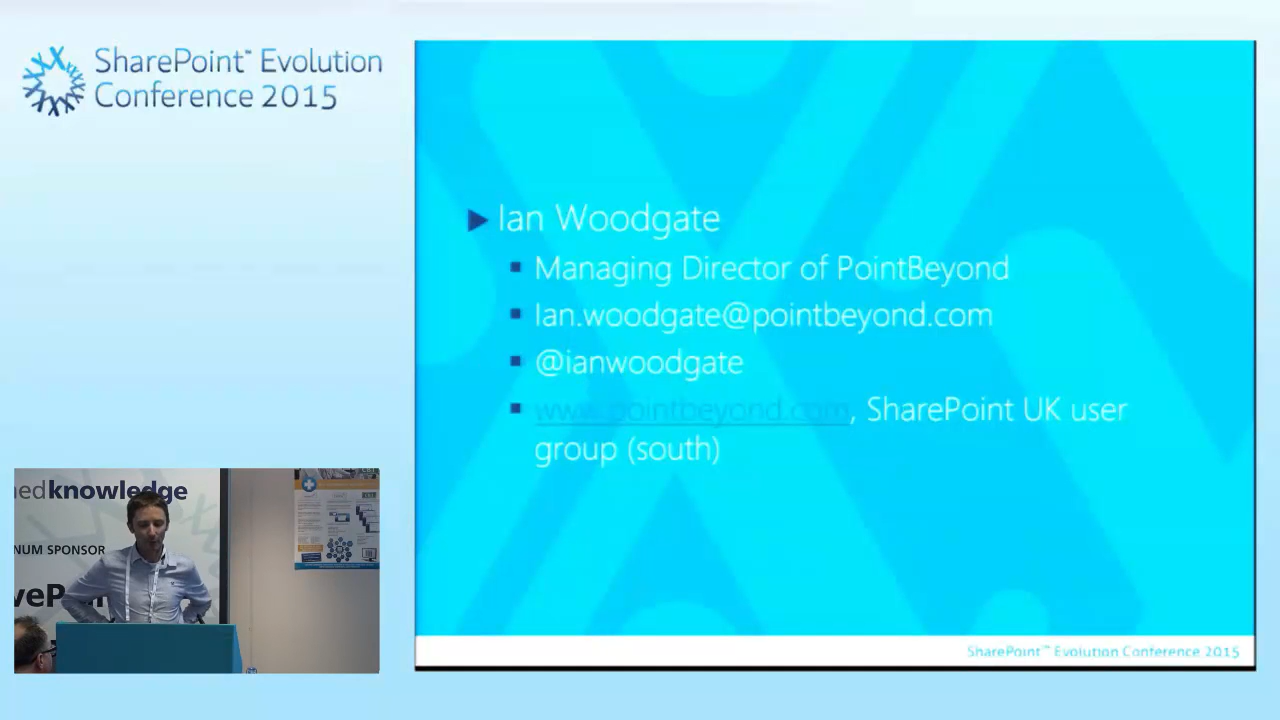 SharePoint™ Evolution
Conference 2015
Ian Woodgate
Managing Director of PointBeyond
Ian.woodgate@pointbeyond.com
@ianwoodgate
www.pointbeyond.com, SharePoint UK user
group (south)
SharePoint™ Evolution Conference 2015
knowledge
NUM SPONSOR